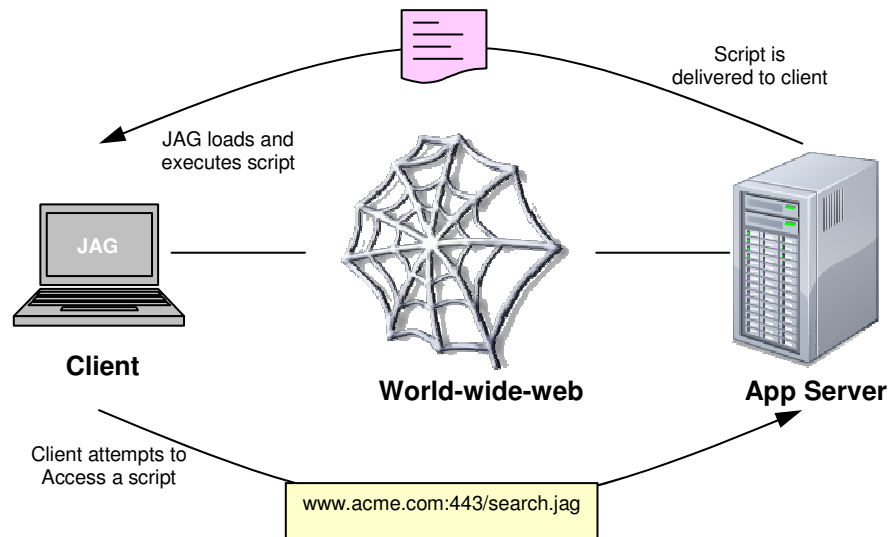 Script is
delivered to client
JAG loads and
executes script
JAG
Client
World-wide-web
App Server
Client attempts to
Access a script
www.acme.com:443/search.jag